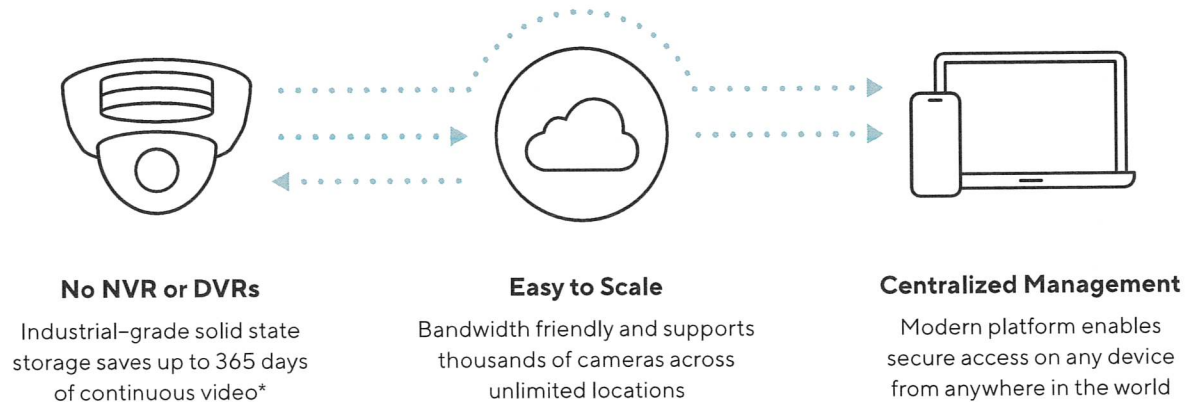 No NVR or DVRs
Industrial-grade solid state
storage saves up to 365 days
of continuous video*
Easy to Scale
Bandwidth friendly and supports
thousands of cameras across
unlimited locations
Centralized Management
Modern platform enables
secure access on any device
from anywhere in the world